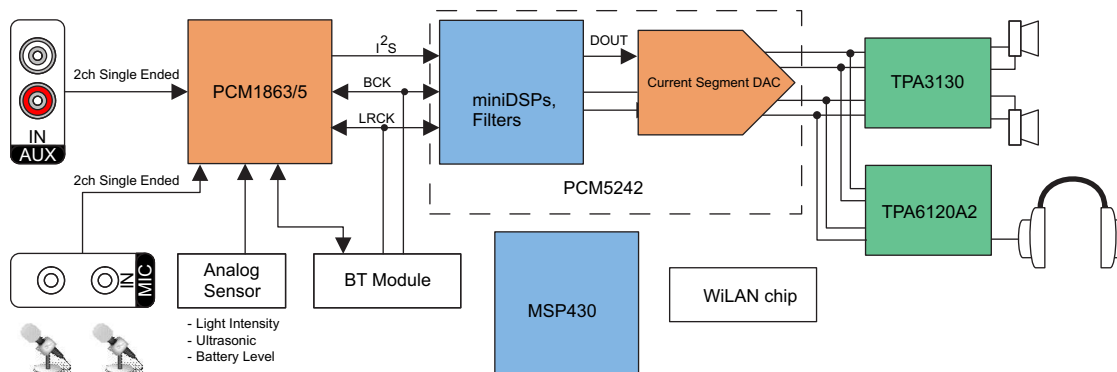 IN
AUX
2ch Single Ended
2ch Single Ended
PCM1863/5
I2S
BCK
LRCK
miniDSPs,
Filters
DOUT
Current Segment DAC
PCM5242
TPA3130
TPA6120A2
IN
MIC
Analog
Sensor
- Light Intensity
- Ultrasonic
- Battery Level
BT Module
MSP430
WiLAN chip